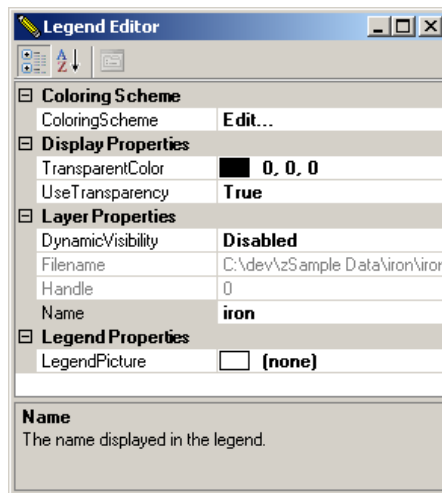 Legend Editor
Coloring Scheme
ColoringScheme Edit...
Display Properties
TransparentColor 0, 0, 0
UseTransparency True
Layer Properties
DynamicVisibility Disabled
Filename C:\dev\zSample Data\iron\iror
Handle 0
Name iron
Legend Properties
LegendPicture (none)
Name
The name displayed in the legend.